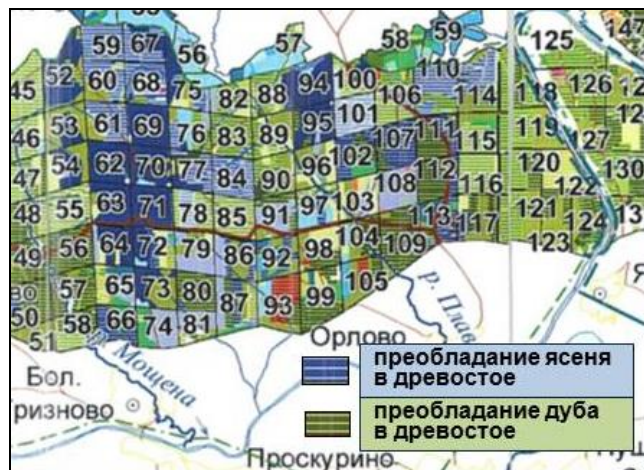 59 67 56 57 58 59 125 147
45 52 60 68 75 82 88 94 100 106 110 114 118 126
46 53 61 69 76 83 89 95 101 107 111 115 119 127
47 54 62 70 77 84 90 96 102 108 112 116 120 122 130
48 55 63 71 78 85 91 97 103 113 117 121 124
49 56 64 72 79 86 92 98 104 109 123
50 57 65 73 80 87 93 99 105
51 58 66 74 81
р. Плав
Орлово
р. Мощена
Бол.
ризново
Проскурино
преобладание ясеня
в древостое
преобладание дуба
в древостое